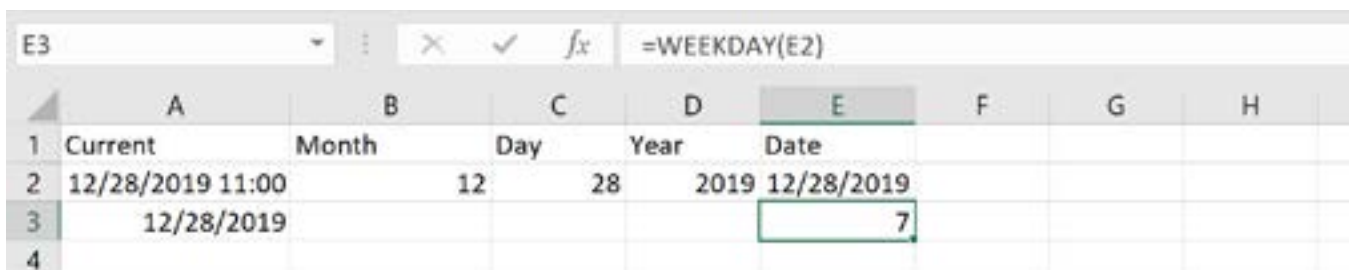 E3 fx =WEEKDAY(E2)
A B C D E F G H
1 Current Month Day Year Date
2 12/28/2019 11:00 12 28 2019 12/28/2019
3 12/28/2019 7
4